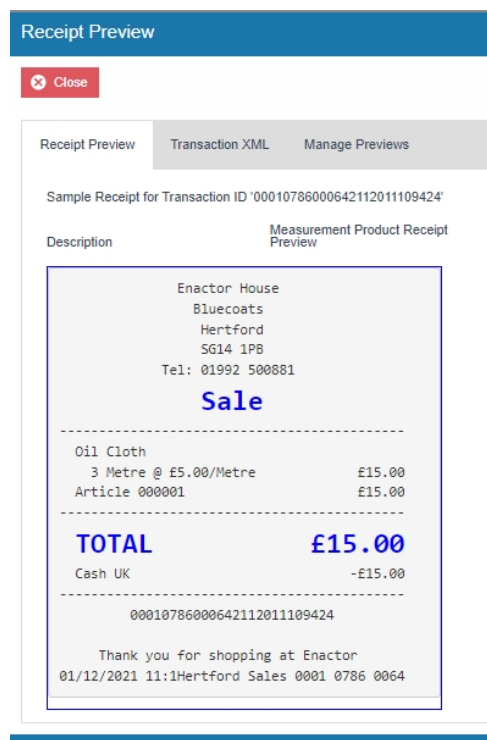 Receipt Preview
Close
Receipt Preview Transaction XML Manage Previews
Sample Receipt for Transaction ID '00010786000642112011109424'
Description Measurement Product Receipt Preview
Enactor House
Bluecoats
Hertford
SG14 1PB
Tel: 01992 500881
Sale
------------------------------------------
Oil Cloth
3 Metre @ £5.00/Metre £15.00
Article 000001 £15.00
------------------------------------------
TOTAL £15.00
Cash UK -£15.00
------------------------------------------
00010786000642112011109424
Thank you for shopping at Enactor
01/12/2021 11:1Hertford Sales 0001 0786 0064